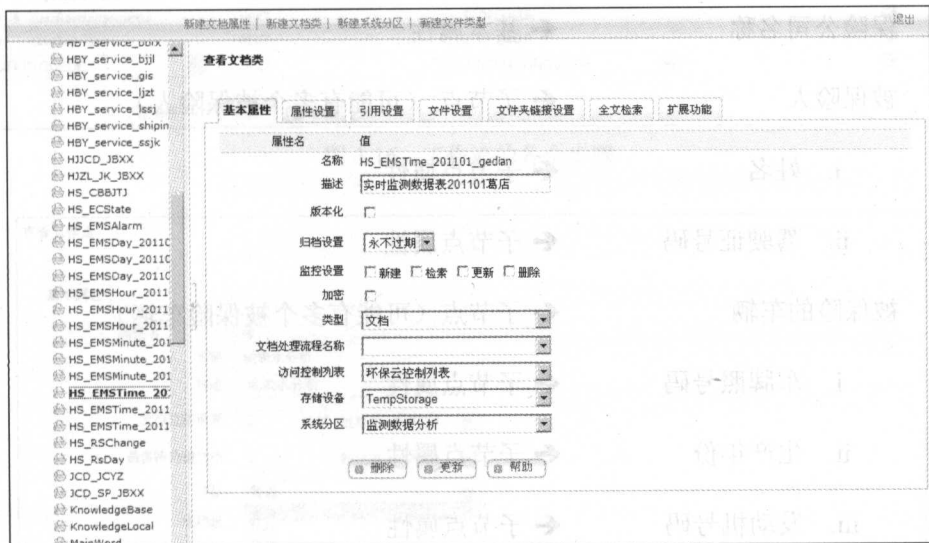 新建文档属性 | 新建文档类 | 新建系统分区 | 新建文件类型
退出
HBY_service_bjjl
HBY_service_gis
HBY_service_ljzt
HBY_service_lssj
HBY_service_shipin
HBY_service_ssjk
HJJCD_JBXX
HJZL_JK_JBXX
HS_CBBJTJ
HS_ECState
HS_EMSAlarm
HS_EMSDay_2011
HS_EMSDay_2011
HS_EMSDay_2011
HS_EMSHour_2011
HS_EMSHour_2011
HS_EMSHour_2011
HS_EMSMinute_201
HS_EMSMinute_201
HS_EMSMinute_201
HS_EMSTime_20
HS_EMSTime_2011
HS_EMSTime_2011
HS_RSChange
HS_RsDay
JCD_JCYZ
JCD_SP_JBXX
KnowledgeBase
KnowledgeLocal
MainWord
查看文档类
基本属性 属性设置 引用设置 文件设置 文件夹链接设置 全文检索 扩展功能
属性名 值
名称 HS_EMSTime_201101_gedian
描述 实时监测数据表201101葛店
版本化
归档设置 永不过期
监控设置 新建 检索 更新 删除
加密
类型 文档
文档处理流程名称
访问控制列表 环保云控制列表
存储设备 TempStorage
系统分区 监测数据分析
删除 更新 帮助